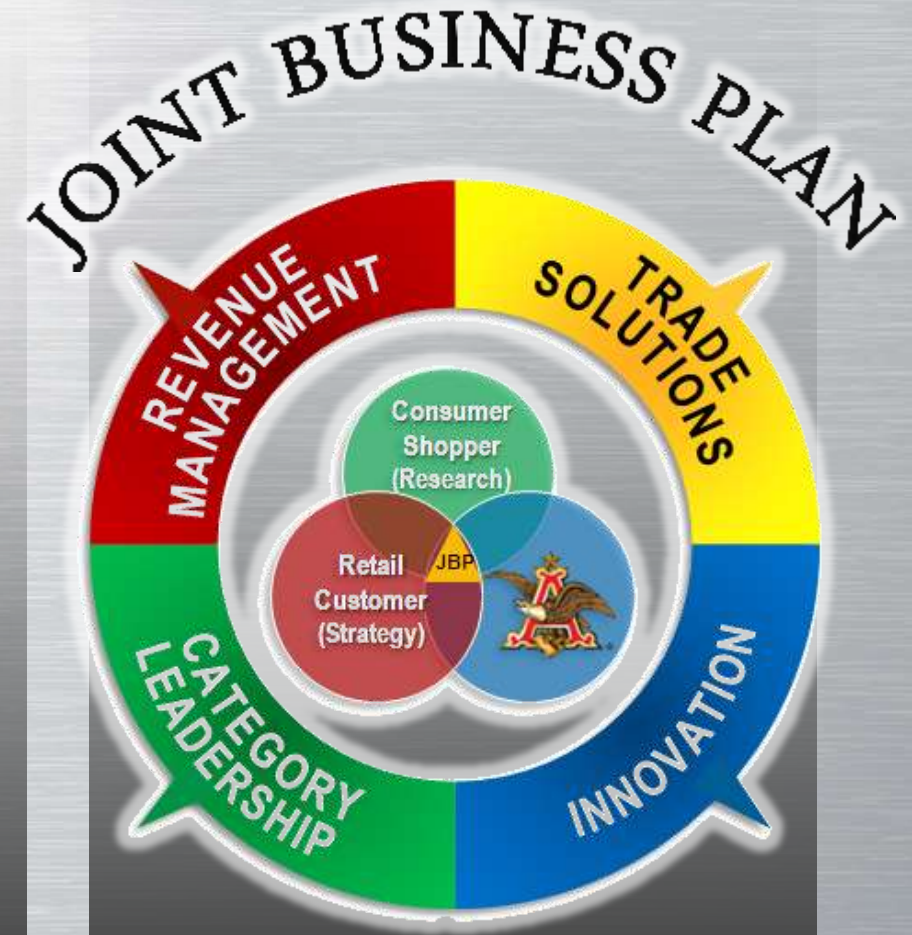 JOINT BUSINESS PLAN
REVENUE
MANAGEMENT
TRADE
SOLUTIONS
Consumer
Shopper
(Research)
Retail
Customer
(Strategy)
JBP
A
CATEGORY
LEADERSHIP
INNOVATION